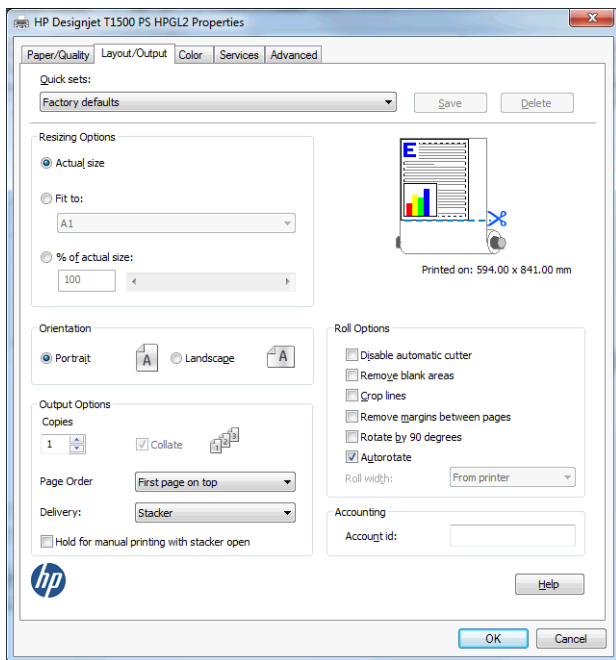 HP Designjet T1500 PS HPGL2 Properties
Paper/Quality Layout/Output Color Services Advanced
Quick sets:
Factory defaults Save Delete
Resizing Options
Actual size
Fit to:
A1
% of actual size:
100
E
Printed on: 594.00 x 841.00 mm
Orientation
Portrait A Landscape A
Output Options
Copies
1 Collate 1 2 3
Page Order First page on top
Delivery: Stacker
Hold for manual printing with stacker open
Roll Options
Disable automatic cutter
Remove blank areas
Crop lines
Remove margins between pages
Rotate by 90 degrees
Autorotate
Roll width: From printer
Accounting
Account id:
hp
Help
OK Cancel